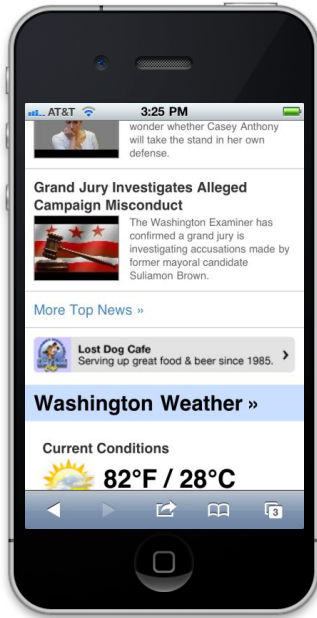 AT&T 3:25 PM
wonder whether Casey Anthony
will take the stand in her own
defense.
Grand Jury Investigates Alleged
Campaign Misconduct
The Washington Examiner has
confirmed a grand jury is
investigating accusations made by
former mayoral candidate
Suliamon Brown.
More Top News »
Lost Dog Cafe
Serving up great food & beer since 1985.
Washington Weather »
Current Conditions
82°F / 28°C
3